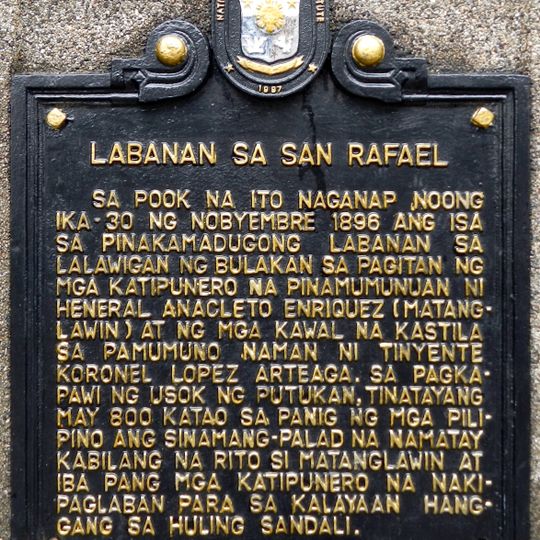 1997
LABANAN SA SAN RAFAEL
SA POOK NA ITO NAGANAP ,NOONG
IKA-30 NG NOBYEMBRE 1896 ANG ISA
SA PINAKAMADUGONG LABANAN SA
LALAWIGAN NG BULAKAN SA PAGITAN NG
MGA KATIPUNERO NA PINAMUMUNUAN NI
HENERAL ANACLETO ENRIQUEZ (MATANG-
LAWIN) AT NG MGA KAWAL NA KASTILA
SA PAMUMUNO NAMAN NI TINYENTE
KORONEL LOPEZ ARTEAGA. SA PAGKA-
PAWI NG USOK NG PUTUKAN, TINATAYANG
MAY 800 KATAO SA PANIG NG MGA PILI-
PINO ANG SINAMANG-PALAD NA NAMATAY
KABILANG NA RITO SI MATANGLAWIN AT
IBA PANG MGA KATIPUNERO NA NAKI-
PAGLABAN PARA SA KALAYAAN HANG-
GANG SA HULING SANDALI.